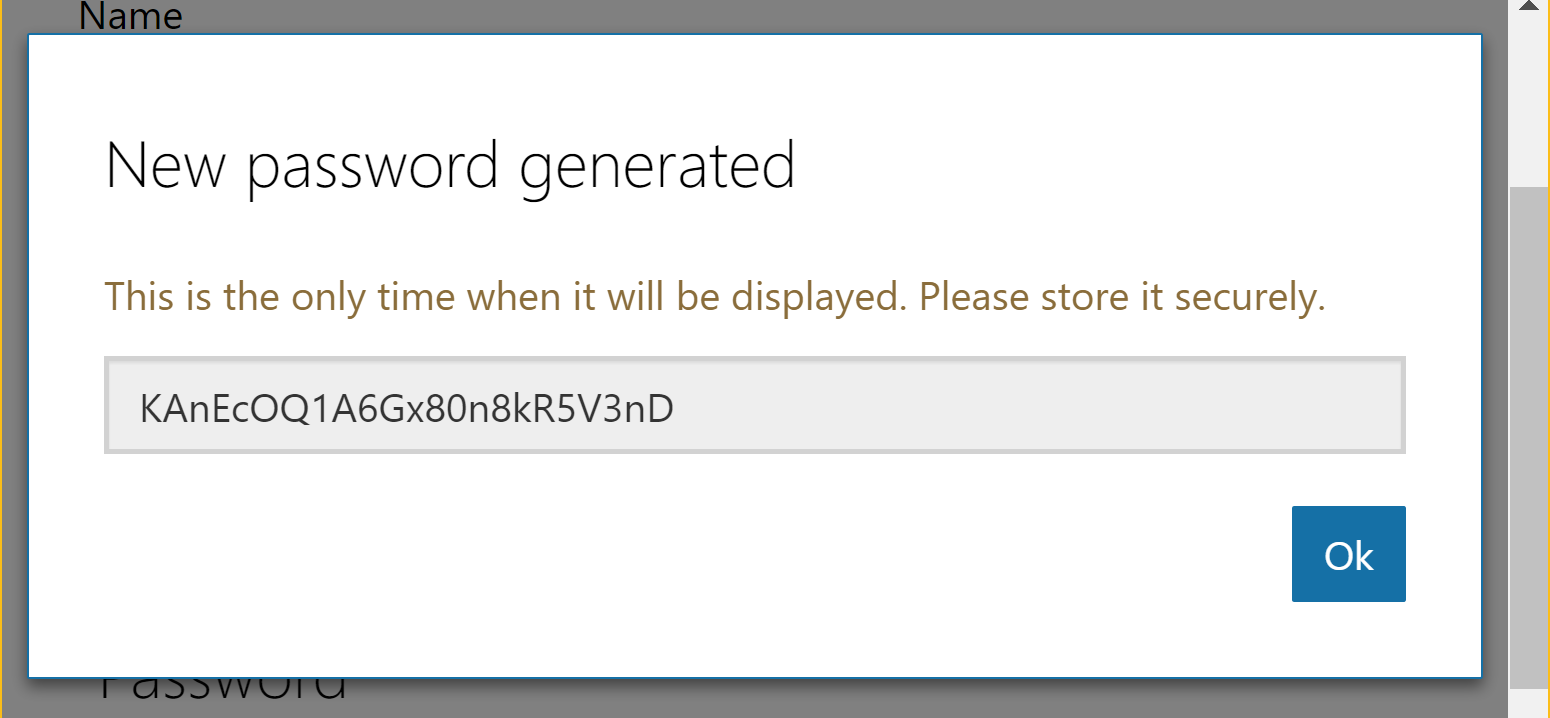 Name
New password generated
This is the only time when it will be displayed. Please store it securely.
KAnEcOQ1A6Gx80n8kR5V3nD
Ok
Password